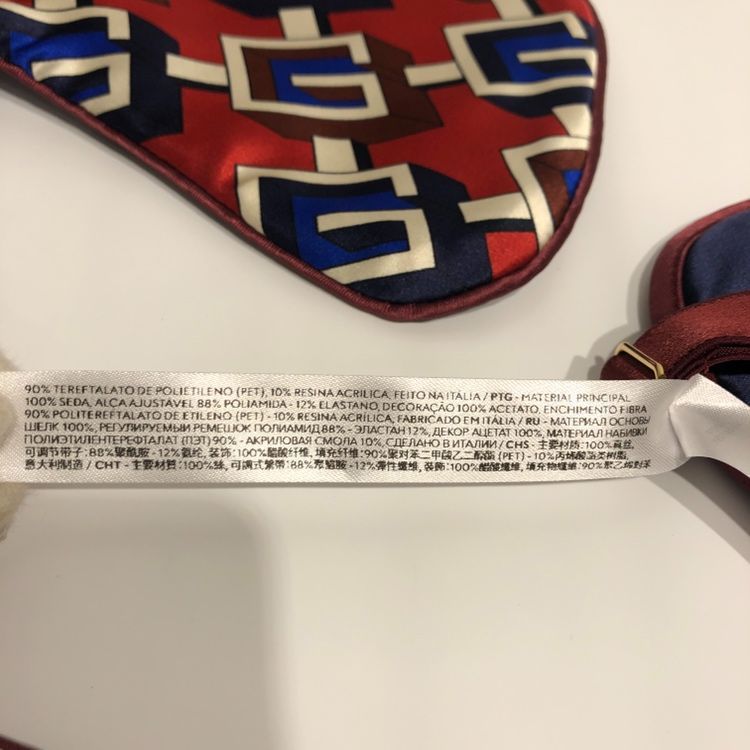 90% TEREFTALATO DE POLIETILENO (PET), 10% RESINA ACRÍLICA, FEITO NA ITÁLIA / PTG - MATERIAL PRINCIPAL
100% SEDA, ALÇA AJUSTÁVEL 88% POLIAMIDA - 12% ELASTANO, DECORAÇÃO 100% ACETATO, ENCHIMENTO FIBRA
90% POLITEREFTALATO DE ETILENO (PET) - 10% RESINA ACRÍLICA, FABRICADO EM ITÁLIA / RU - МАТЕРИАЛ ОСНОВЫ
ШЕЛК 100%, РЕГУЛИРУЕМЫЙ РЕМЕШОК ПОЛИАМИД 88% - ЭЛАСТАН 12%, ДЕКОР АЦЕТАТ 100%, МАТЕРИАЛ НАБИВКИ
ПОЛИЭТИЛЕНТЕРЕФТАЛАТ (ПЭТ) 90% - АКРИЛОВАЯ СМОЛА 10%, СДЕЛАНО В ИТАЛИИ / CHS - 主要材质:100%蚕丝,
可调节带子:88%聚酰胺 - 12%氨纶, 装饰:100%醋酸纤维, 填充纤维:90%聚对苯二甲酸乙二酯 (PET) - 10%丙烯酸酯类树脂,
意大利制造 / CHT - 主要材質:100%絲, 可調式繫帶:88%聚醯胺 - 12%彈性纖維, 裝飾:100%醋酸纖維, 填充物纖維:90%聚乙烯對苯